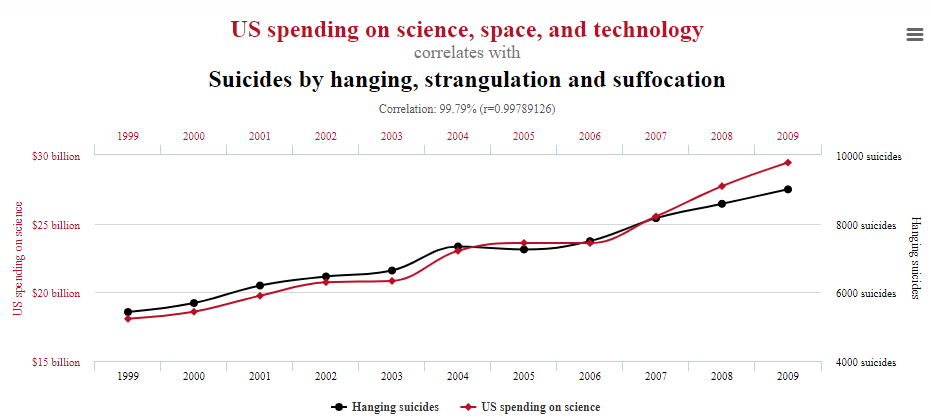 US spending on science, space, and technology
correlates with
Suicides by hanging, strangulation and suffocation
Correlation: 99.79% (r=0.99789126)
1999 2000 2001 2002 2003 2004 2005 2006 2007 2008 2009
$30 billion 10000 suicides
$25 billion 8000 suicides
$20 billion 6000 suicides
$15 billion 4000 suicides
US spending on science
Hanging suicides
1999 2000 2001 2002 2003 2004 2005 2006 2007 2008 2009
Hanging suicides US spending on science